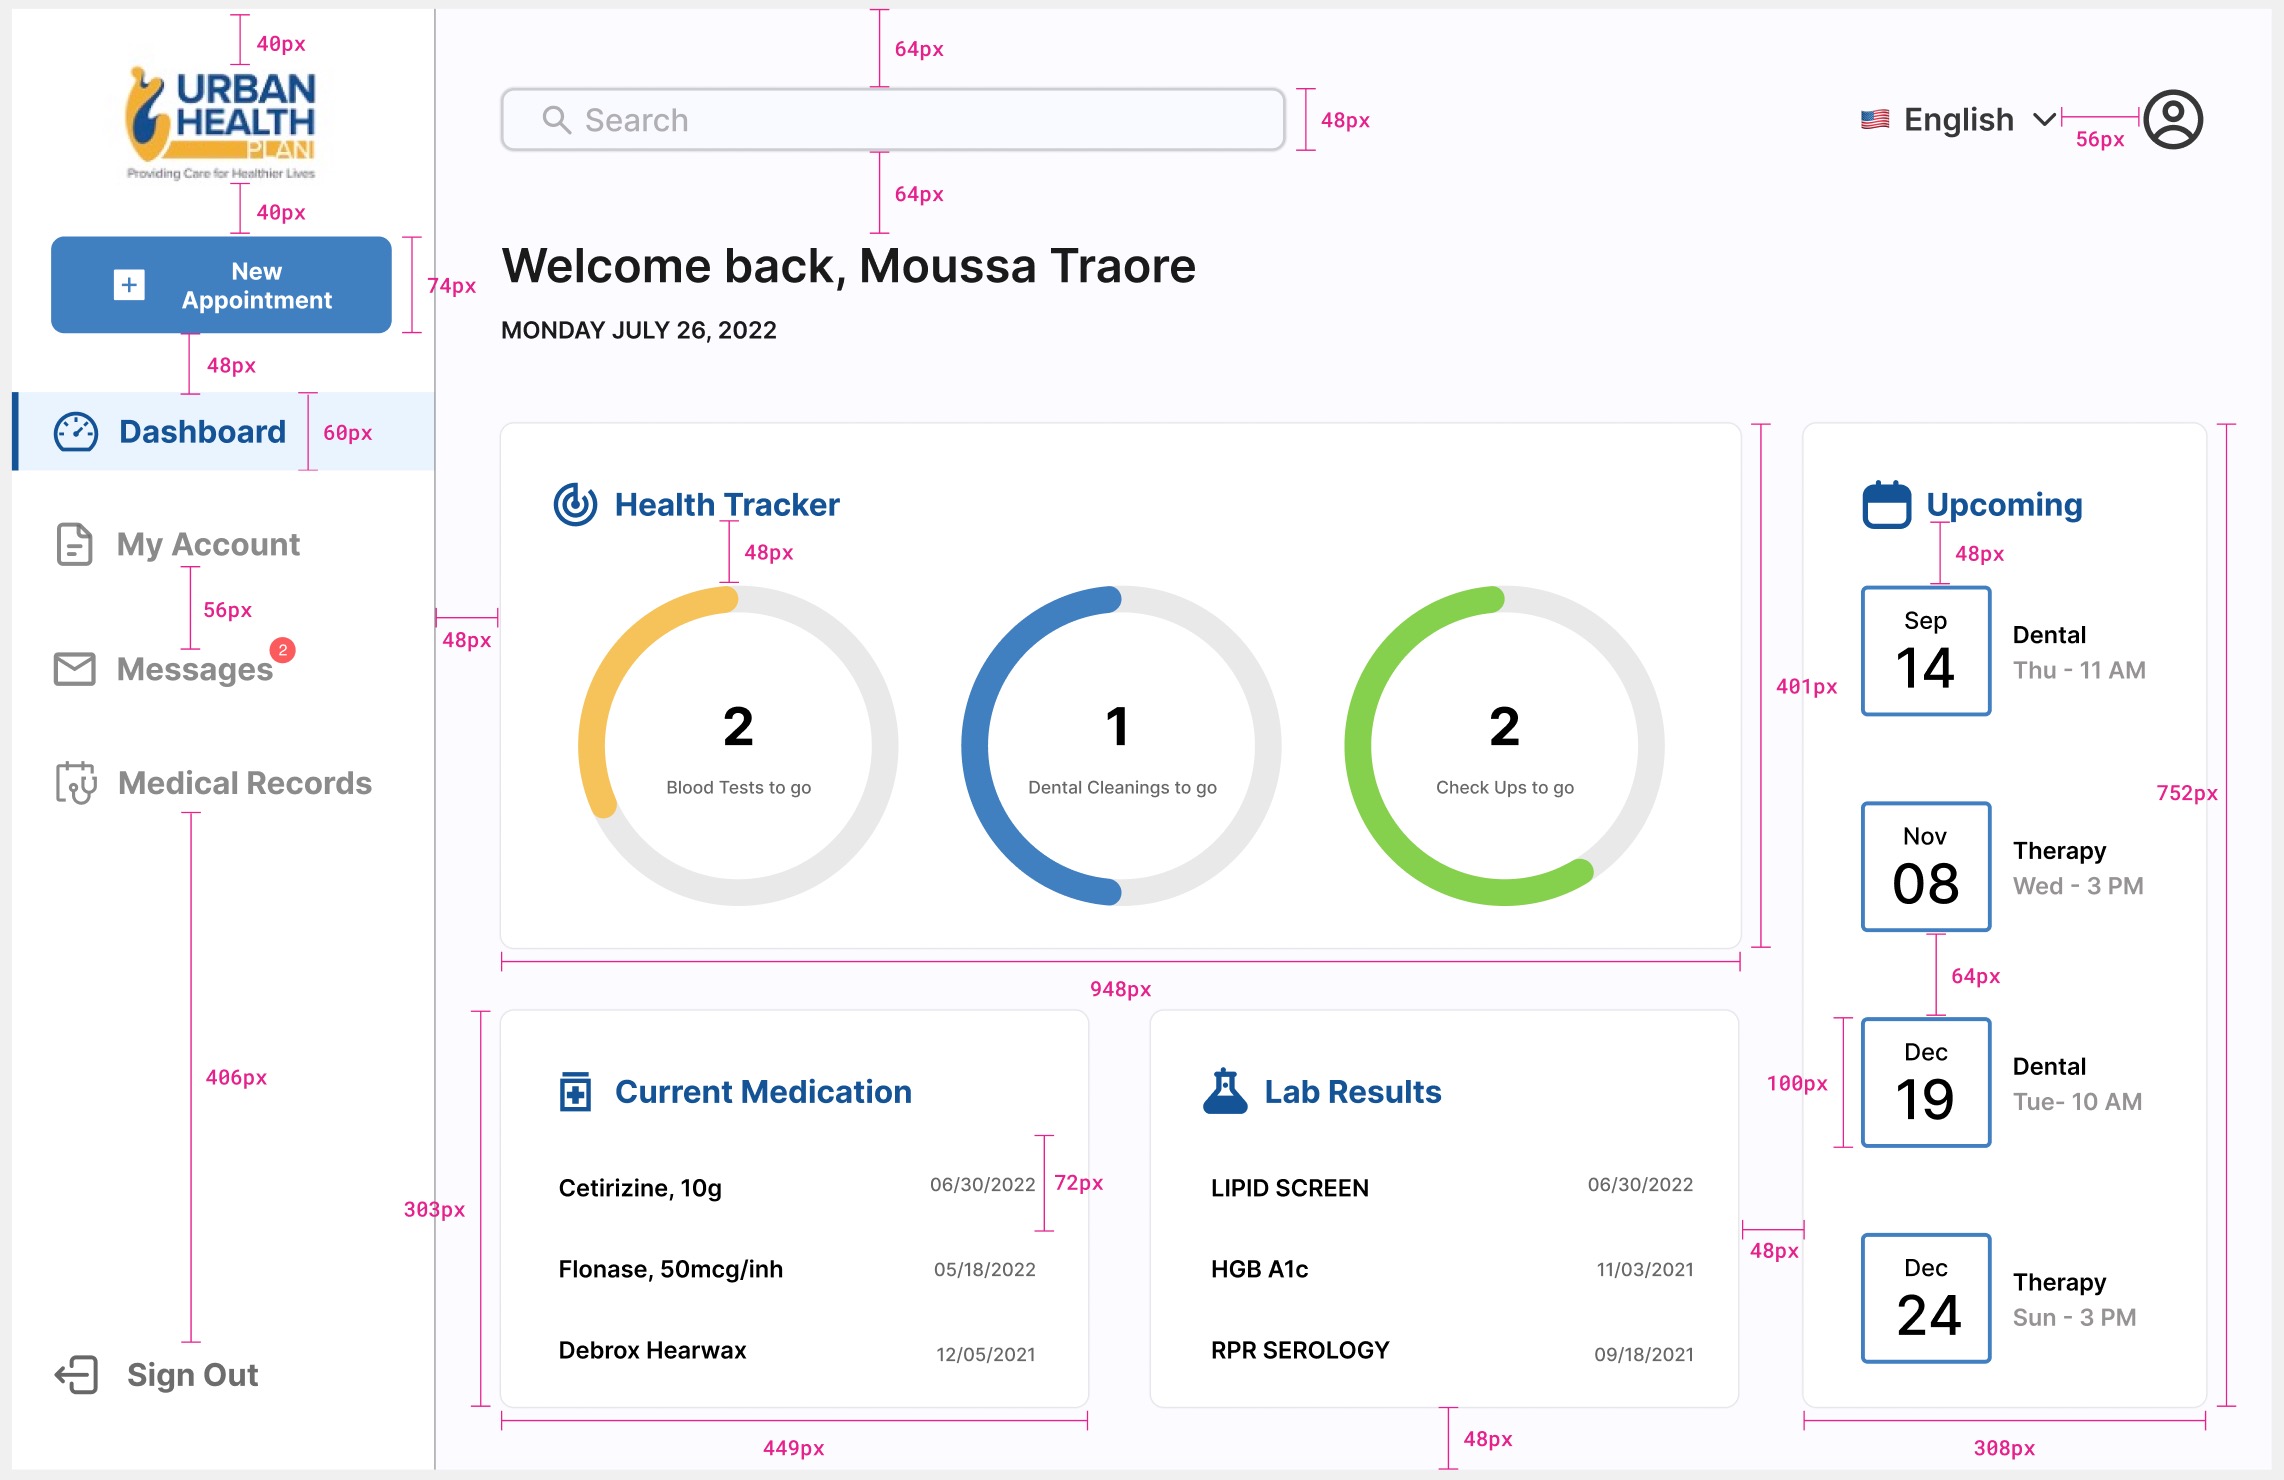 40px
URBAN
HEALTH
PLAN
Providing Care for Healthier Lives
40px
New
Appointment
74px
48px
Dashboard
60px
My Account
56px
Messages
2
Medical Records
406px
Sign Out
64px
Search
48px
64px
English
56px
Welcome back, Moussa Traore
MONDAY JULY 26, 2022
48px
Health Tracker
48px
2
Blood Tests to go
1
Dental Cleanings to go
2
Check Ups to go
401px
948px
303px
Current Medication
Cetirizine, 10g 06/30/2022
72px
Flonase, 50mcg/inh 05/18/2022
Debrox Hearwax 12/05/2021
449px
Lab Results
LIPID SCREEN 06/30/2022
HGB A1c 11/03/2021
RPR SEROLOGY 09/18/2021
48px
48px
Upcoming
48px
Sep
14
Dental
Thu - 11 AM
752px
Nov
08
Therapy
Wed - 3 PM
64px
100px
Dec
19
Dental
Tue- 10 AM
Dec
24
Therapy
Sun - 3 PM
308px